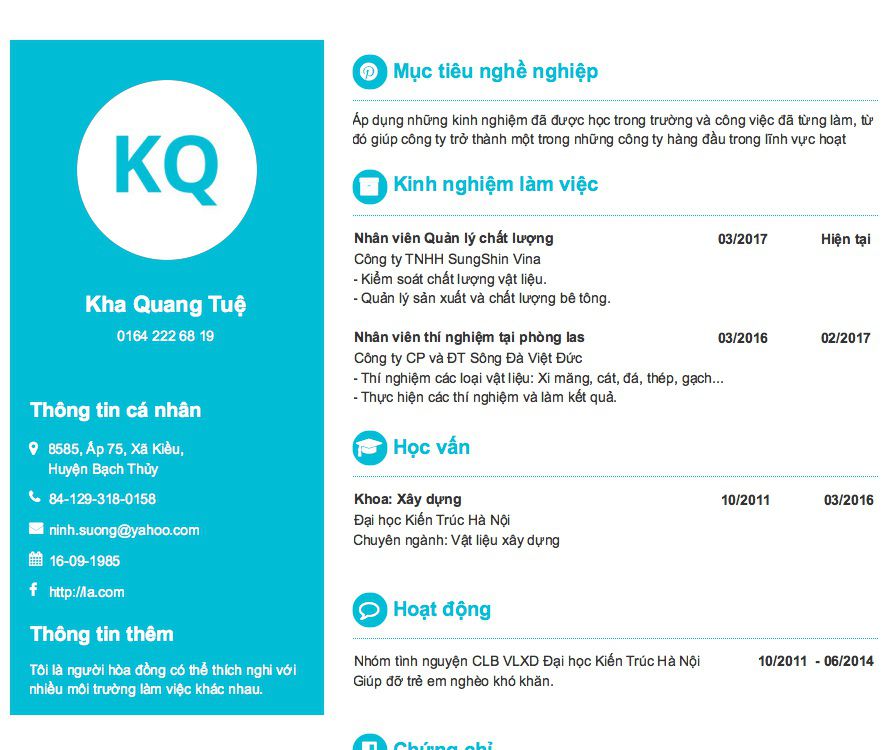 KQ
Kha Quang Tuệ
0164 222 68 19
Thông tin cá nhân
8585, Ấp 75, Xã Kiều,
Huyện Bạch Thủy
84-129-318-0158
ninh.suong@yahoo.com
16-09-1985
http://la.com
Thông tin thêm
Tôi là người hòa đồng có thể thích nghi với
nhiều môi trường làm việc khác nhau.
Mục tiêu nghề nghiệp
Áp dụng những kinh nghiệm đã được học trong trường và công việc đã từng làm, từ
đó giúp công ty trở thành một trong những công ty hàng đầu trong lĩnh vực hoạt
Kinh nghiệm làm việc
Nhân viên Quản lý chất lượng 03/2017 Hiện tại
Công ty TNHH SungShin Vina
- Kiểm soát chất lượng vật liệu.
- Quản lý sản xuất và chất lượng bê tông.
Nhân viên thí nghiệm tại phòng las 03/2016 02/2017
Công ty CP và ĐT Sông Đà Việt Đức
- Thí nghiệm các loại vật liệu: Xi măng, cát, đá, thép, gạch...
- Thực hiện các thí nghiệm và làm kết quả.
Học vấn
Khoa: Xây dựng 10/2011 03/2016
Đại học Kiến Trúc Hà Nội
Chuyên ngành: Vật liệu xây dựng
Hoạt động
Nhóm tình nguyện CLB VLXD Đại học Kiến Trúc Hà Nội 10/2011 - 06/2014
Giúp đỡ trẻ em nghèo khó khăn.
Chứng chỉ